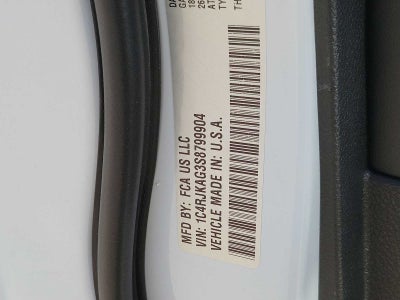 MFD BY: FCA US LLC
VIN: 1C4RJKAG3S8799904
VEHICLE MADE IN: U.S.A.